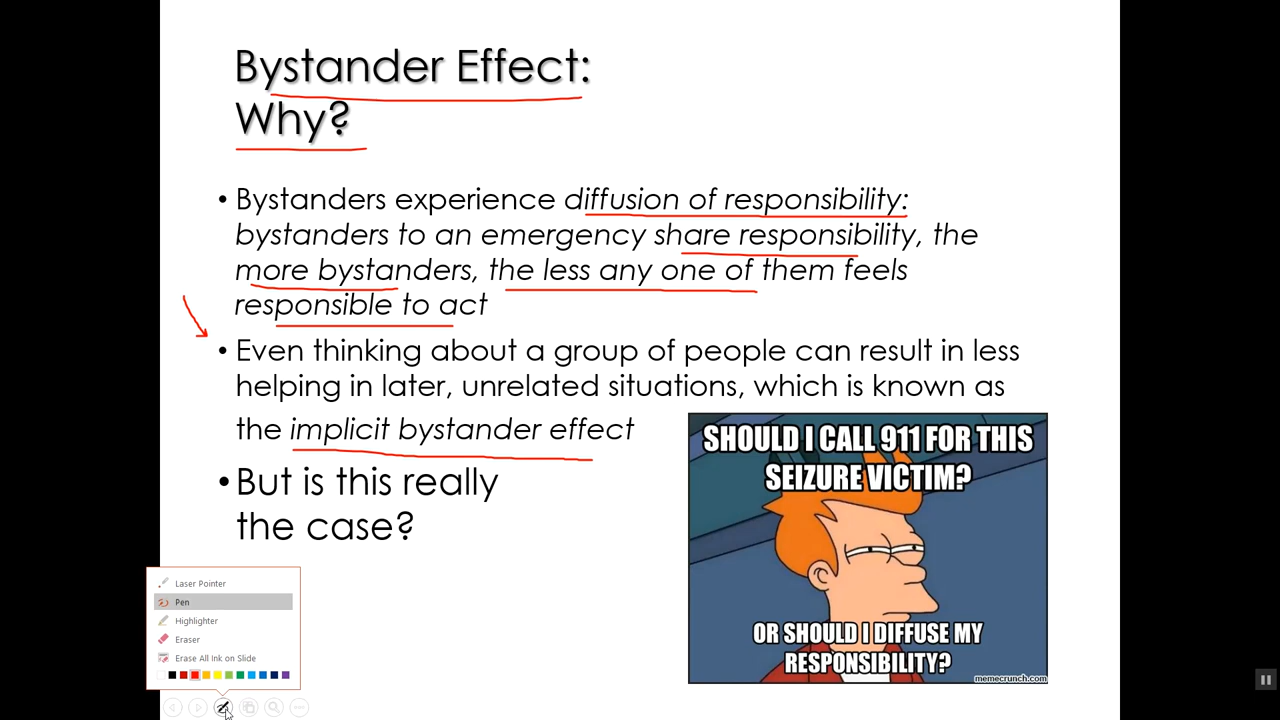 Bystander Effect:
Why?
• Bystanders experience diffusion of responsibility:
bystanders to an emergency share responsibility, the
more bystanders, the less any one of them feels
responsible to act
• Even thinking about a group of people can result in less
helping in later, unrelated situations, which is known as
the implicit bystander effect
• But is this really
the case?
SHOULD I CALL 911 FOR THIS
SEIZURE VICTIM?
OR SHOULD I DIFFUSE MY
RESPONSIBILITY?
memecrunch.com
Laser Pointer
Pen
Highlighter
Eraser
Erase All Ink on Slide